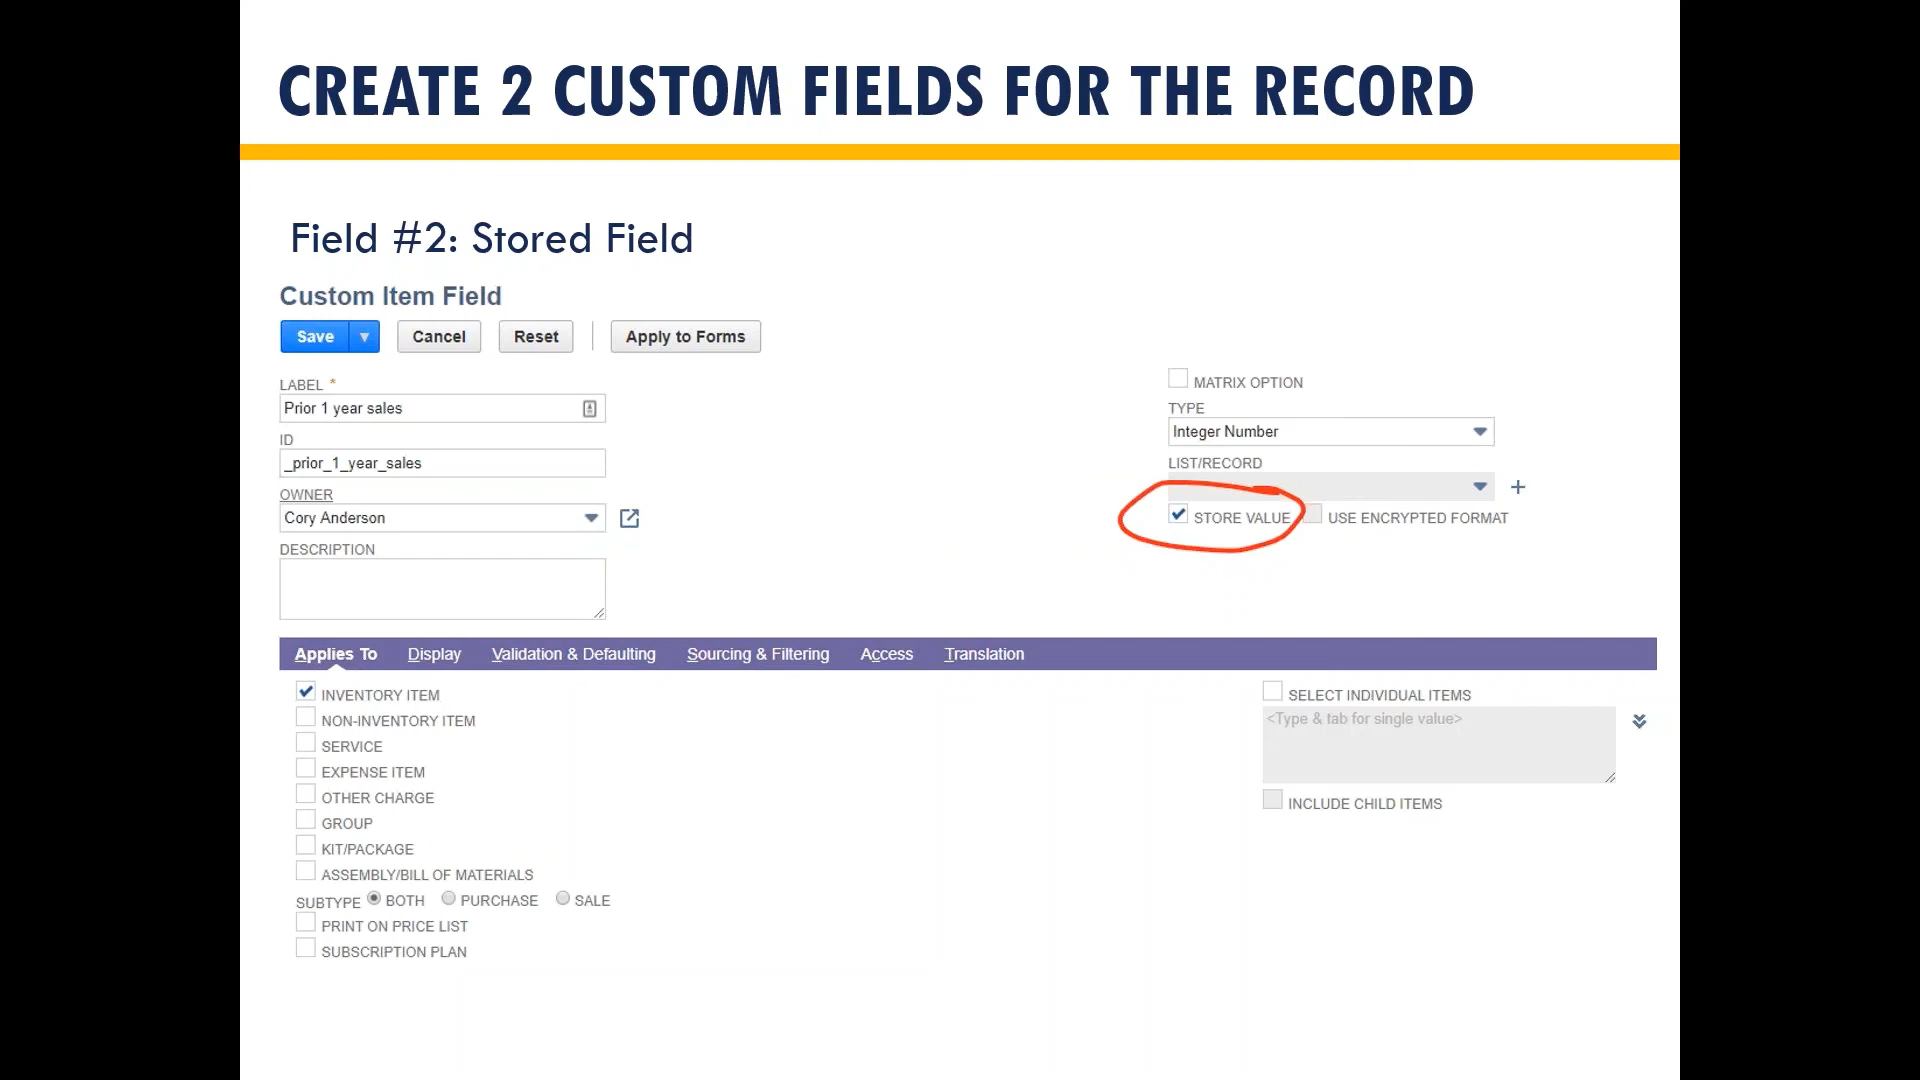 CREATE 2 CUSTOM FIELDS FOR THE RECORD
Field #2: Stored Field
Custom Item Field
Save Cancel Reset Apply to Forms
LABEL *
Prior 1 year sales
ID
_prior_1_year_sales
OWNER
Cory Anderson
DESCRIPTION
MATRIX OPTION
TYPE
Integer Number
LIST/RECORD
STORE VALUE USE ENCRYPTED FORMAT
Applies To Display Validation & Defaulting Sourcing & Filtering Access Translation
INVENTORY ITEM
NON-INVENTORY ITEM
SERVICE
EXPENSE ITEM
OTHER CHARGE
GROUP
KIT/PACKAGE
ASSEMBLY/BILL OF MATERIALS
SUBTYPE BOTH PURCHASE SALE
PRINT ON PRICE LIST
SUBSCRIPTION PLAN
SELECT INDIVIDUAL ITEMS
<Type & tab for single value>
INCLUDE CHILD ITEMS